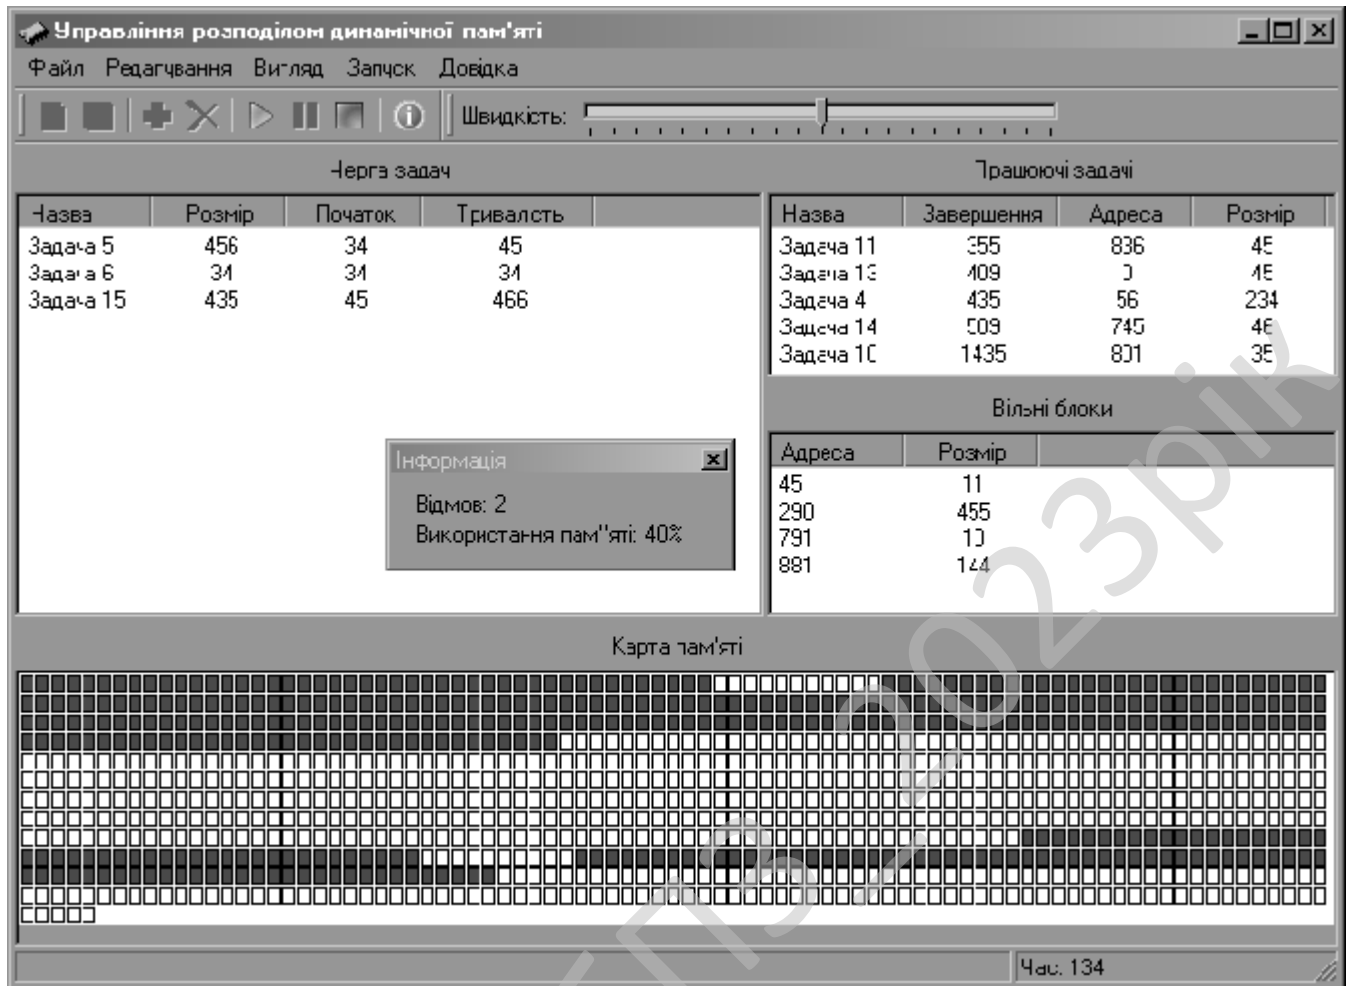 Управління розподілом динамічної пам'яті
Файл Редагування Вигляд Запуск Довідка
Швидкість:
Черга задач
Назва Розмір Початок Тривалсть
Задача 5 456 34 45
Задача 6 34 34 34
Задача 15 435 45 466
Працюючі задачі
Назва Завершення Адреса Розмір
Задача 11 355 836 45
Задача 13 409 0 45
Задача 4 435 56 234
Задача 14 509 745 46
Задача 10 1435 801 35
Вільні блоки
Адреса Розмір
45 11
290 455
791 10
881 144
Інформація
Відмов: 2
Використання пам''яті: 40%
Карта пам'яті
Час: 134
ІПЗ_2023рік